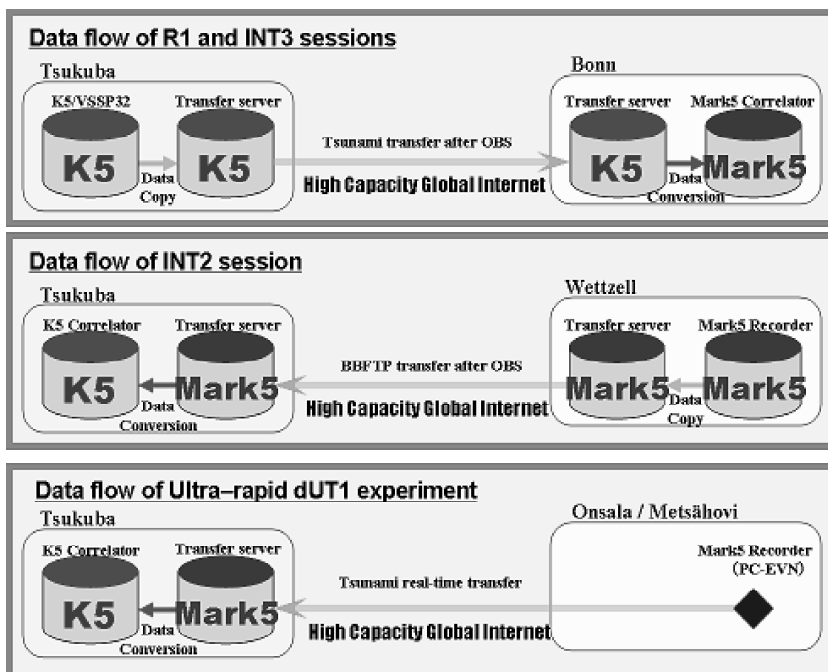 Data flow of R1 and INT3 sessions
Tsukuba
Bonn
K5/VSSP32
Transfer server
Transfer server
Mark5 Correlator
K5
K5
K5
Mark5
Data
Copy
Tsunami transfer after OBS
High Capacity Global Internet
Data
Conversion
Data flow of INT2 session
Tsukuba
Wettzell
K5 Correlator
Transfer server
Transfer server
Mark5 Recorder
K5
Mark5
Mark5
Mark5
Data
Conversion
BBFTP transfer after OBS
High Capacity Global Internet
Data
Copy
Data flow of Ultra-rapid dUT1 experiment
Tsukuba
Onsala / Metsähovi
K5 Correlator
Transfer server
Mark5 Recorder
(PC-EVN)
K5
Mark5
Data
Conversion
Tsunami real-time transfer
High Capacity Global Internet